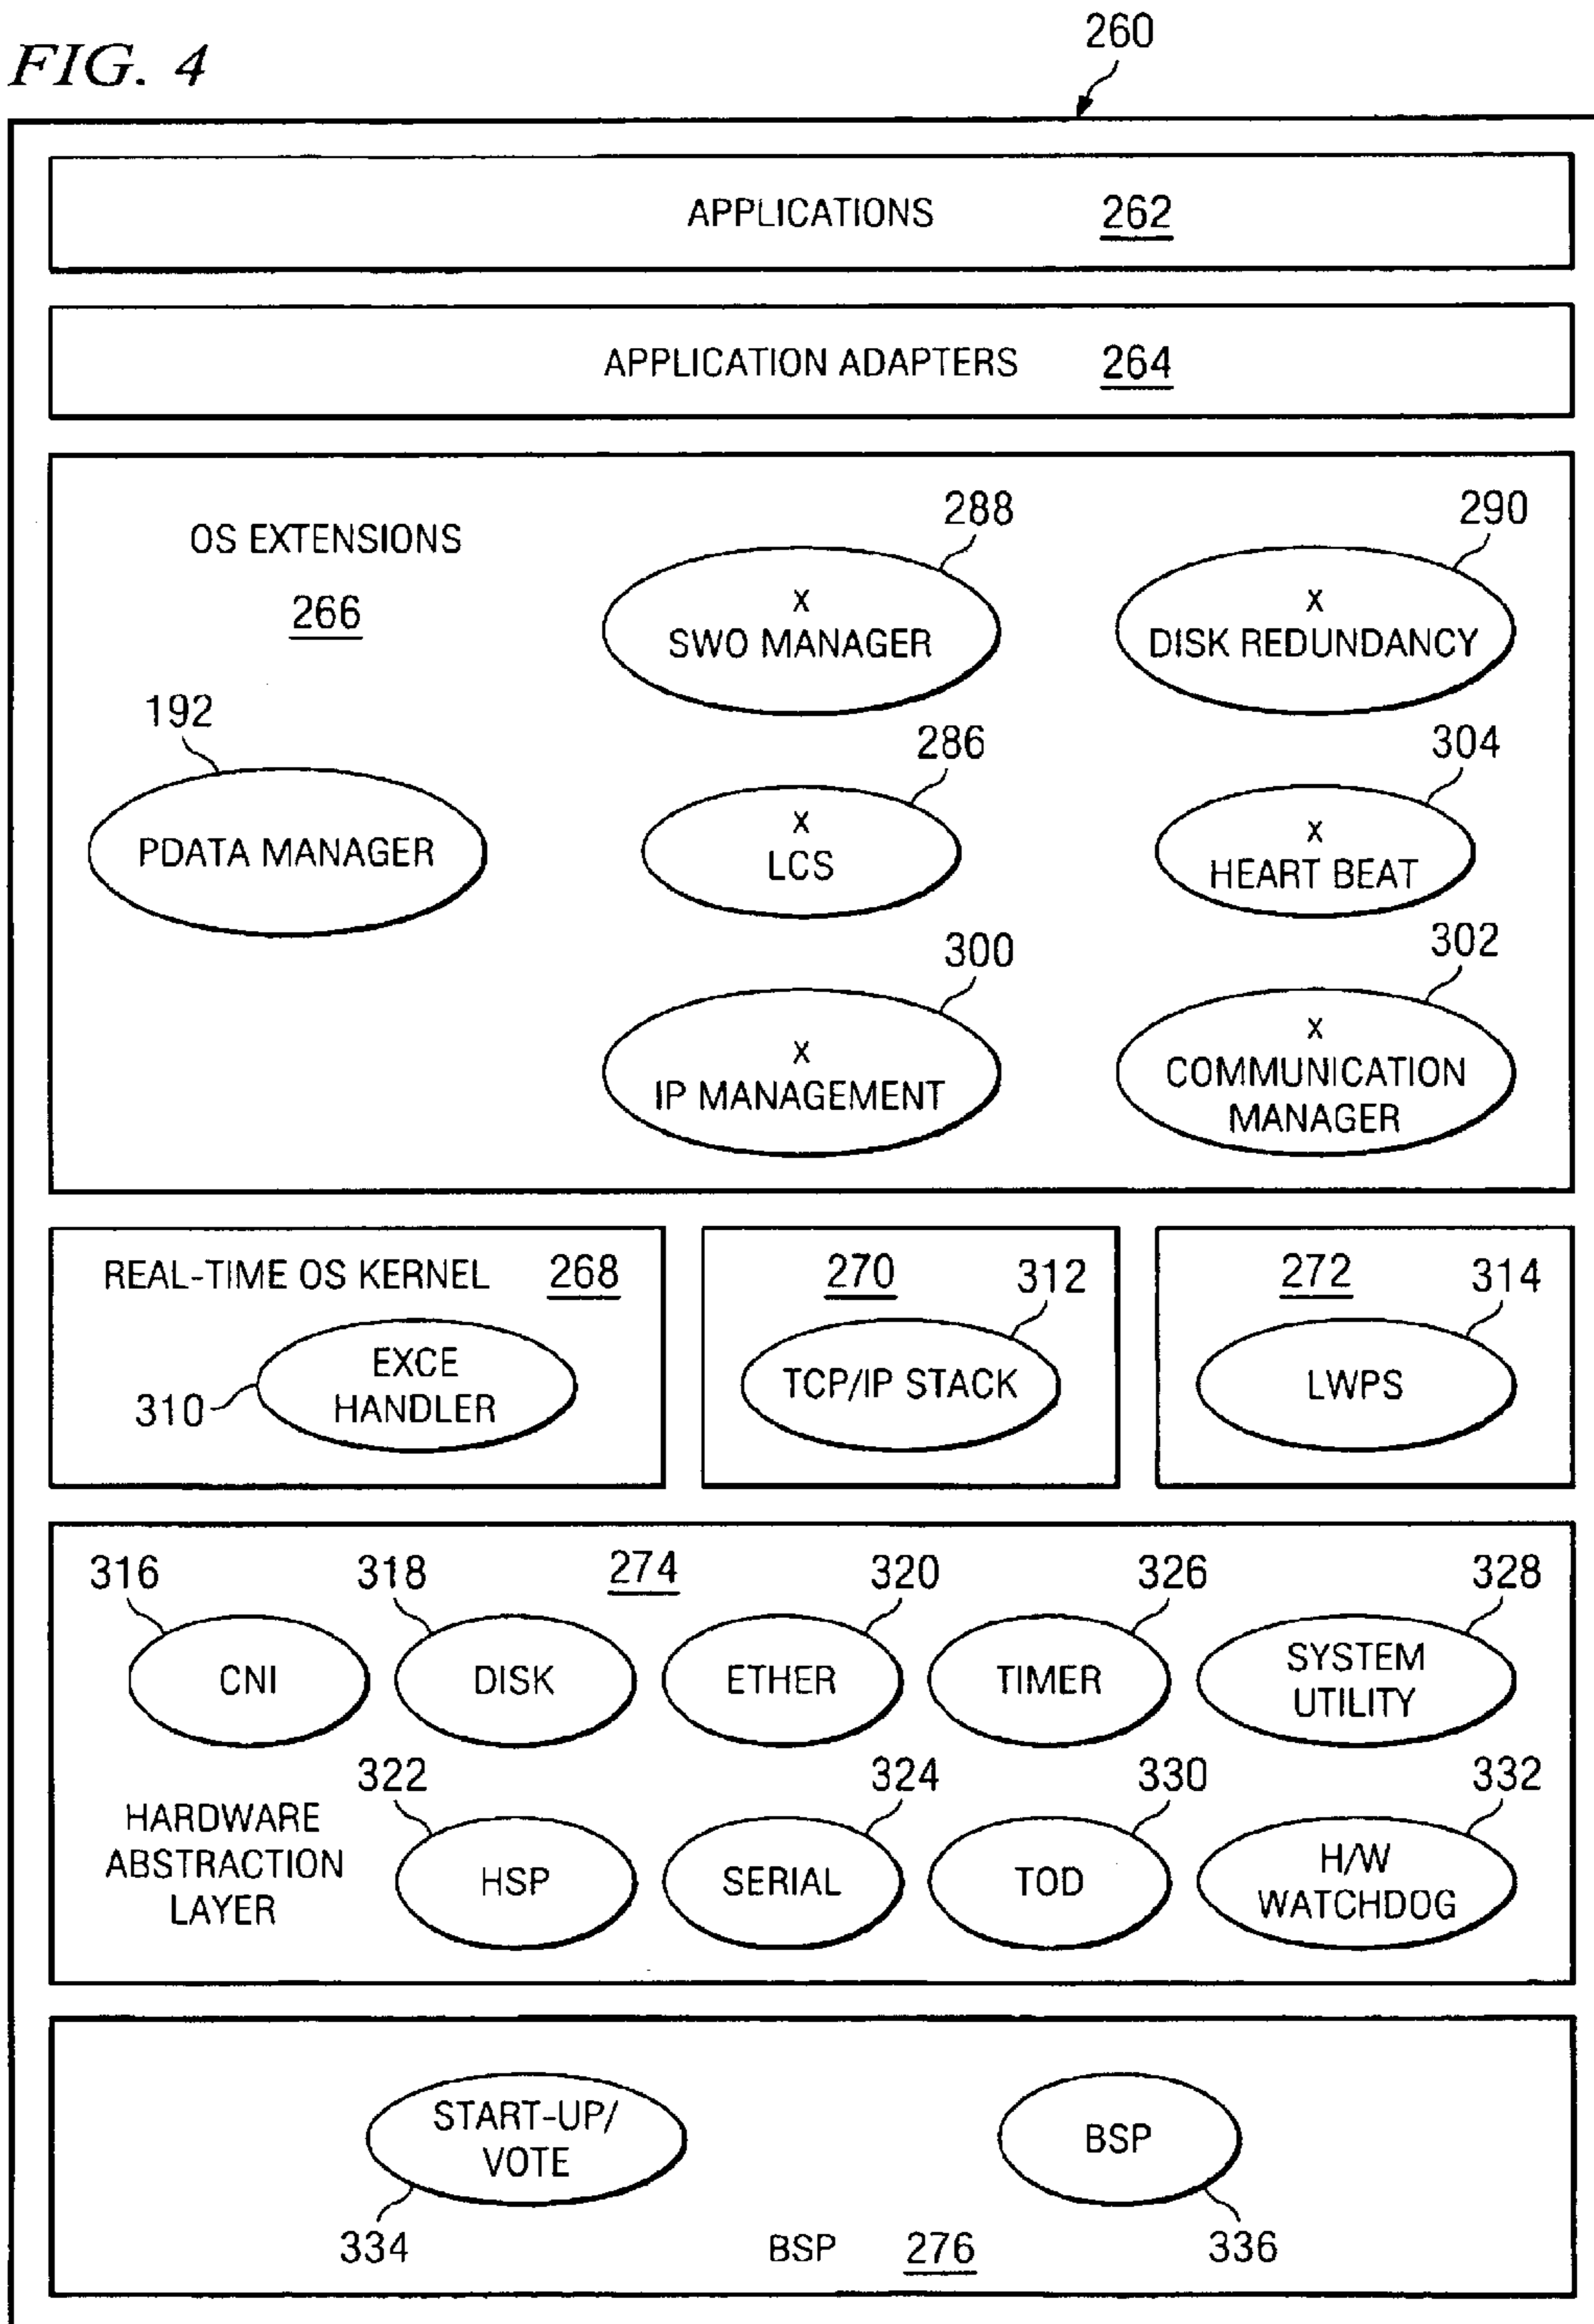 FIG. 4
260
APPLICATIONS 262
APPLICATION ADAPTERS 264
OS EXTENSIONS
266
288
X
SWO MANAGER
290
X
DISK REDUNDANCY
192
PDATA MANAGER
286
X
LCS
304
X
HEART BEAT
300
X
IP MANAGEMENT
302
X
COMMUNICATION
MANAGER
REAL-TIME OS KERNEL 268
310
EXCE
HANDLER
270
312
TCP/IP STACK
272
314
LWPS
274
316
CNI
318
DISK
320
ETHER
326
TIMER
328
SYSTEM
UTILITY
HARDWARE
ABSTRACTION
LAYER
322
HSP
324
SERIAL
330
TOD
332
H/W
WATCHDOG
START-UP/
VOTE
334
BSP
336
BSP 276